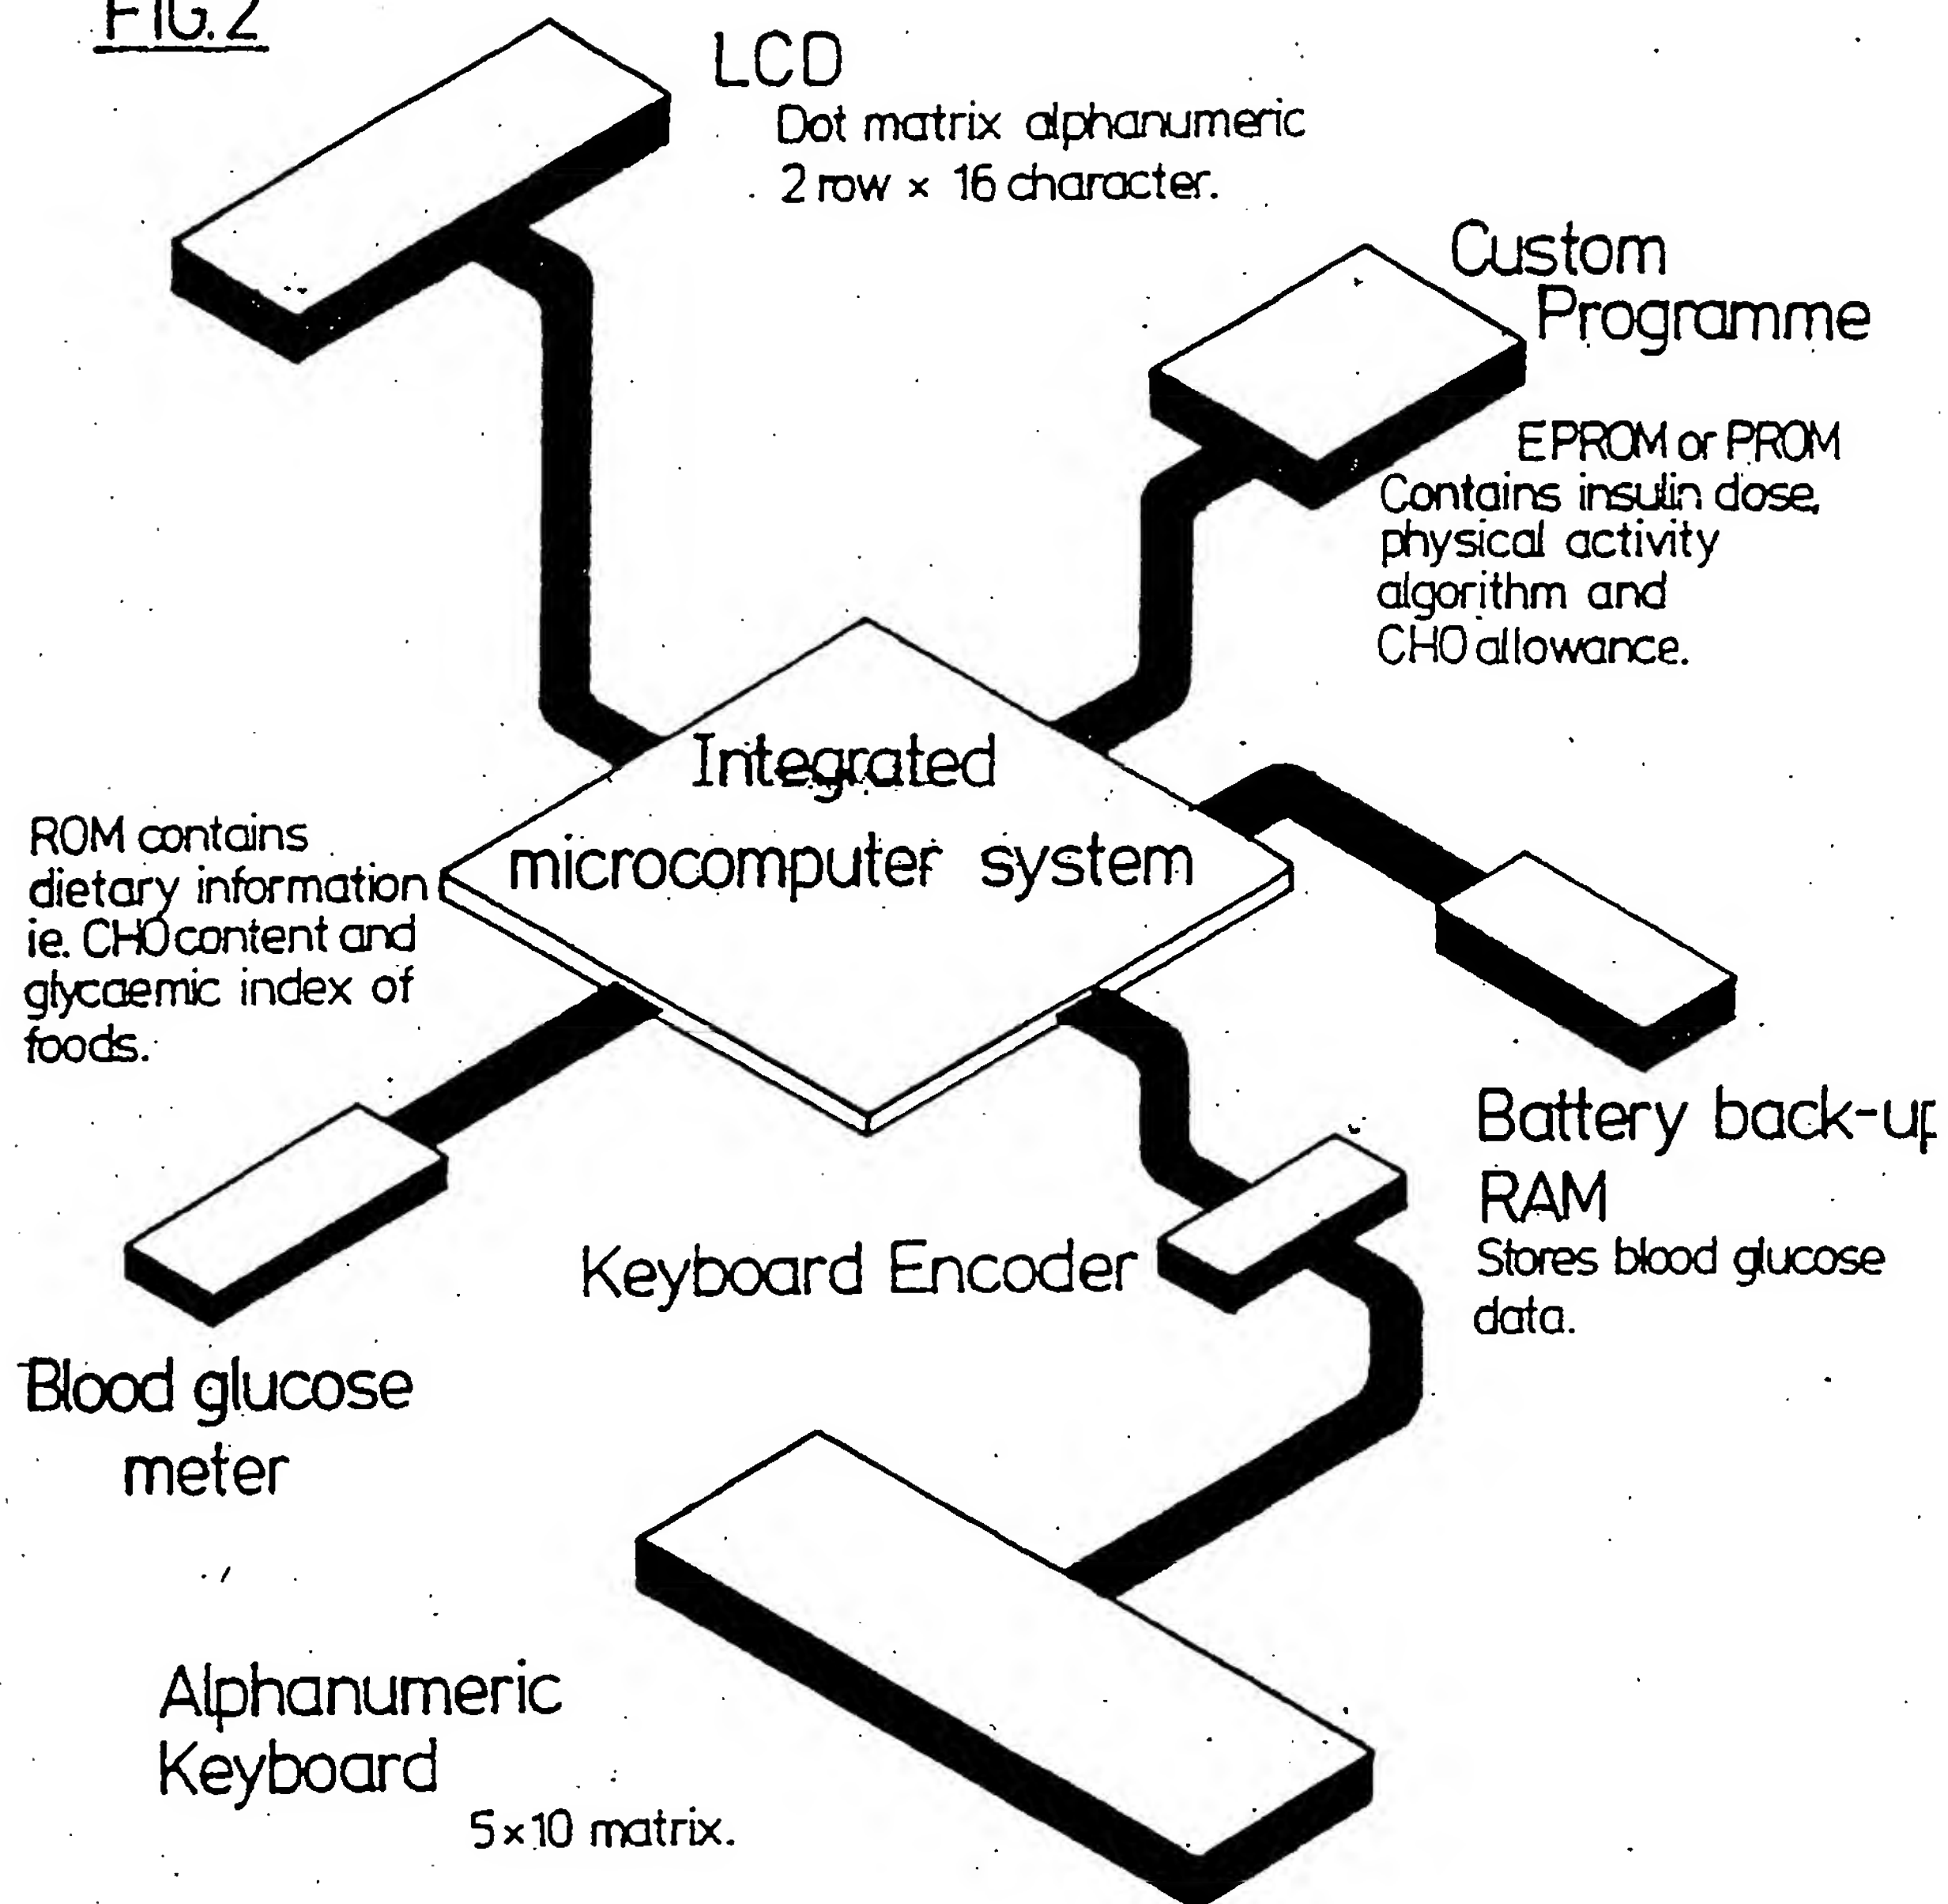 FIG.2
LCD
Dot matrix alphanumeric
2 row × 16 character.
Custom
Programme
EPROM or PROM
Contains insulin dose,
physical activity
algorithm and
CHO allowance.
Integrated
microcomputer system
ROM contains
dietary information
ie. CHO content and
glycaemic index of
foods.
Battery back-up
RAM
Stores blood glucose
data.
Keyboard Encoder
Blood glucose
meter
Alphanumeric
Keyboard
5×10 matrix.